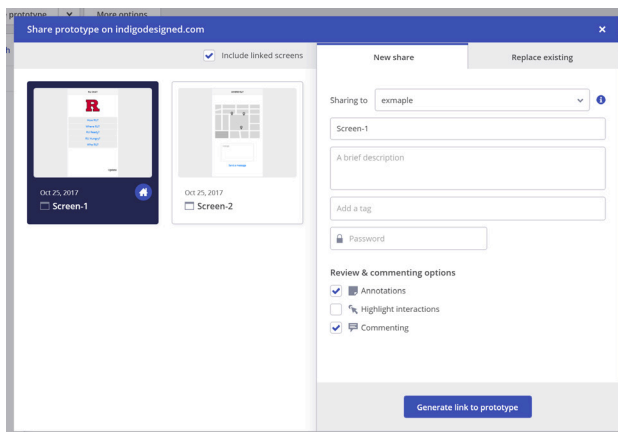 prototype
More options
Share prototype on indigodesigned.com
Include linked screens
New share
Replace existing
R
Oct 25, 2017
Screen-1
Oct 25, 2017
Screen-2
Sharing to
exmaple
Screen-1
A brief description
Add a tag
Password
Review & commenting options
Annotations
Highlight interactions
Commenting
Generate link to prototype